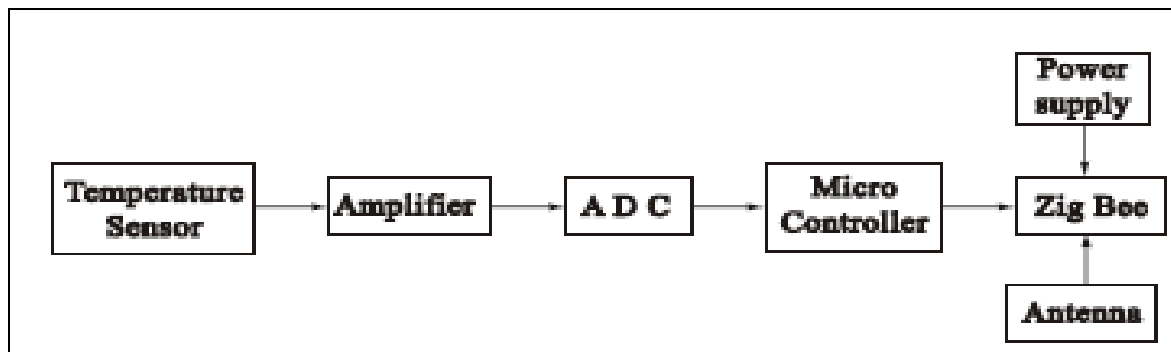 Power
supply
Temperature
Sensor
Amplifier
A D C
Micro
Controller
Zig Bee
Antenna